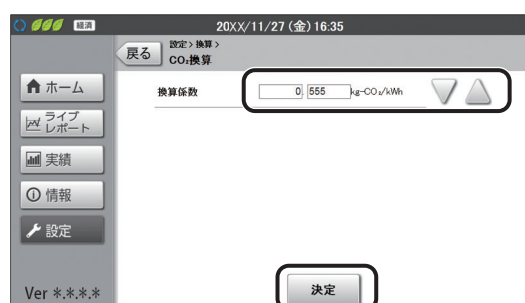 経済
20XX/11/27 (金) 16:35
戻る
設定 > 換算 >
CO₂換算
ホーム
ライブ
レポート
実績
情報
設定
換算係数
0. 555 kg-CO₂/kWh
決定
Ver *.*.*.*